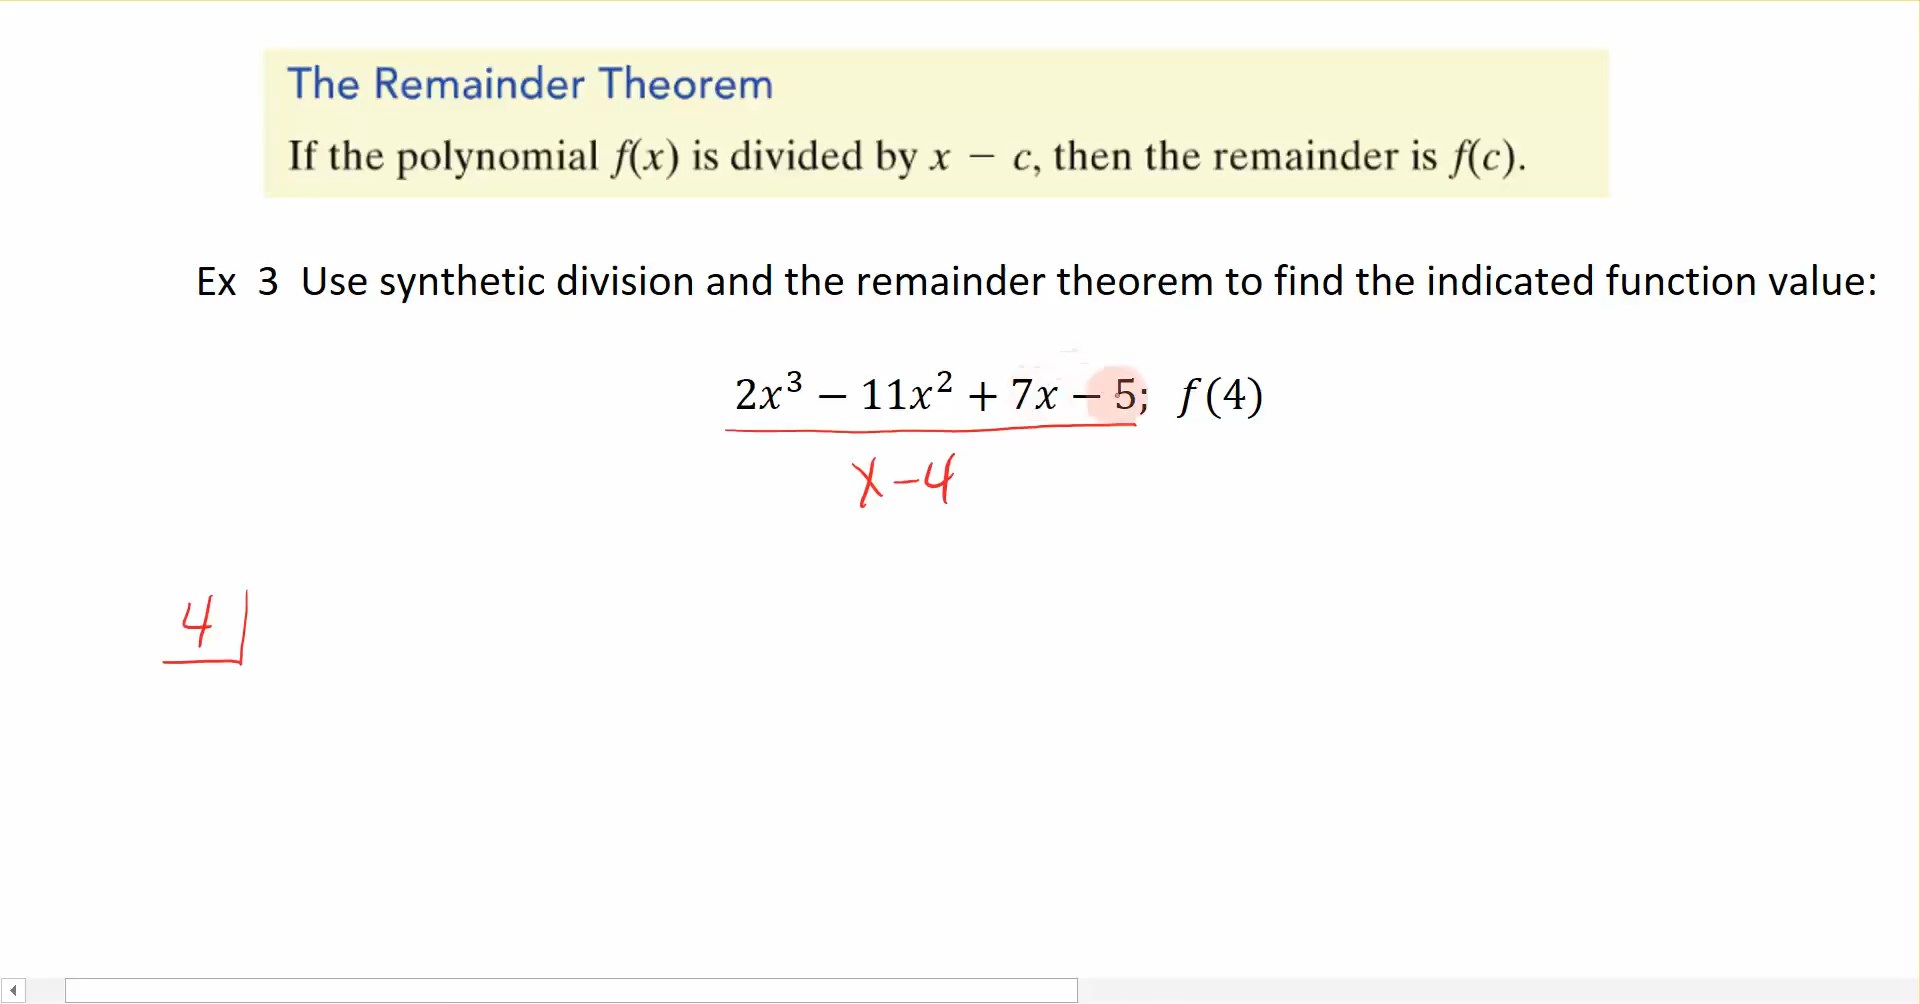 The Remainder Theorem
If the polynomial f(x) is divided by x − c, then the remainder is f(c).
Ex 3 Use synthetic division and the remainder theorem to find the indicated function value:
2x³ − 11x² + 7x − 5; f(4)
x − 4
4